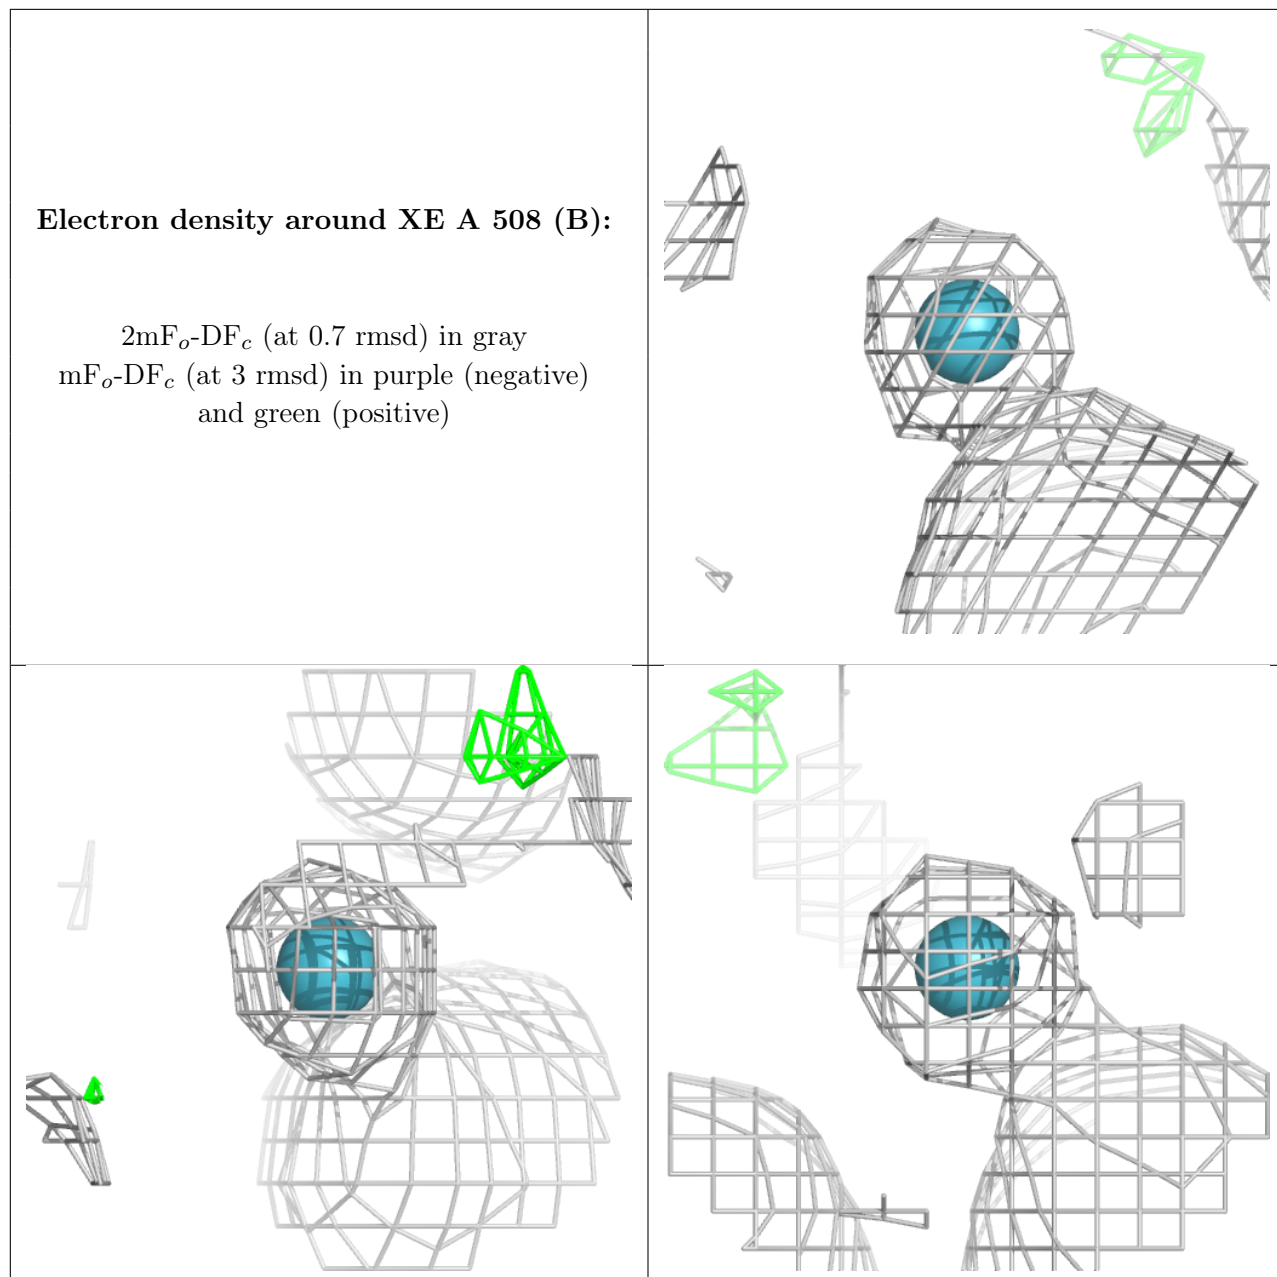 Electron density around XE A 508 (B):
2mFo-DFc (at 0.7 rmsd) in gray
mFo-DFc (at 3 rmsd) in purple (negative)
and green (positive)